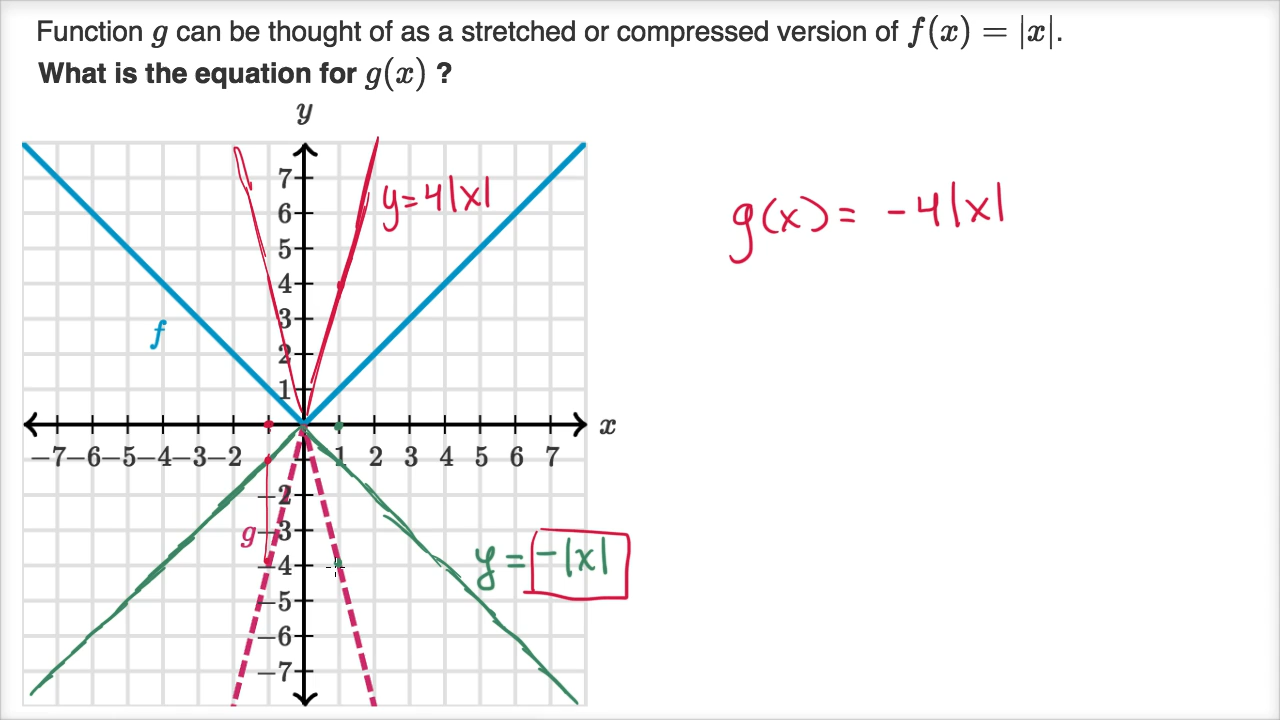 Function g can be thought of as a stretched or compressed version of f(x) = |x|.
What is the equation for g(x) ?
y
7
6
5
4
3
2
1
y=4|x|
g(x)= -4|x|
f
x
-7-6-5-4-3-2
1 2 3 4 5 6 7
-2
g
-3
-4
-5
-6
-7
y = -|x|